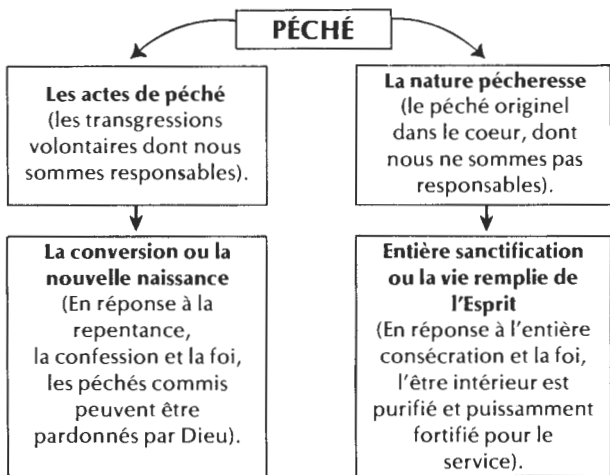 PÉCHÉ
Les actes de péché
(les transgressions
volontaires dont nous
sommes responsables).
La nature pécheresse
(le péché originel
dans le coeur, dont
nous ne sommes pas
responsables).
La conversion ou la
nouvelle naissance
(En réponse à la
repentance,
la confession et la foi,
les péchés commis
peuvent être
pardonnés par Dieu).
Entière sanctification
ou la vie remplie de
l'Esprit
(En réponse à l'entière
consécration et la foi,
l'être intérieur est
purifié et puissamment
fortifié pour le
service).